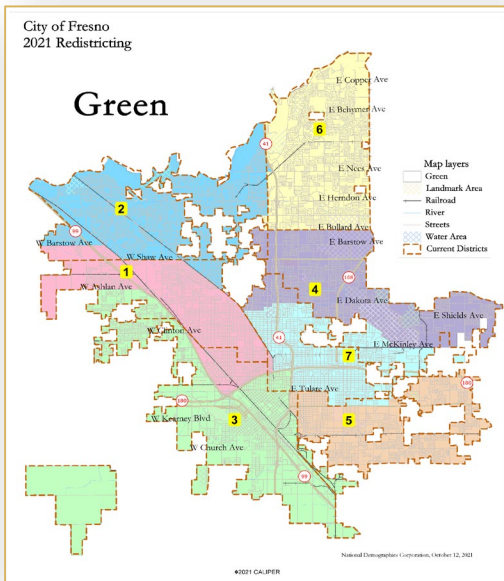 City of Fresno
2021 Redistricting
Green
E Copper Ave
E Behymer Ave
6
41
E Nees Ave
Map layers
Green
Landmark Area
Railroad
River
Streets
Water Area
Current Districts
E Herndon Ave
2
E Bullard Ave
99
W Barstow Ave
E Barstow Ave
W Shaw Ave
1
168
W Ashlan Ave
4
E Dakota Ave
E Shields Ave
W Clinton Ave
41
E McKinley Ave
7
180
E Tulare Ave
180
W Kearney Blvd
3
5
W Church Ave
99
National Demographics Corporation, October 12, 2021
©2021 CALIPER